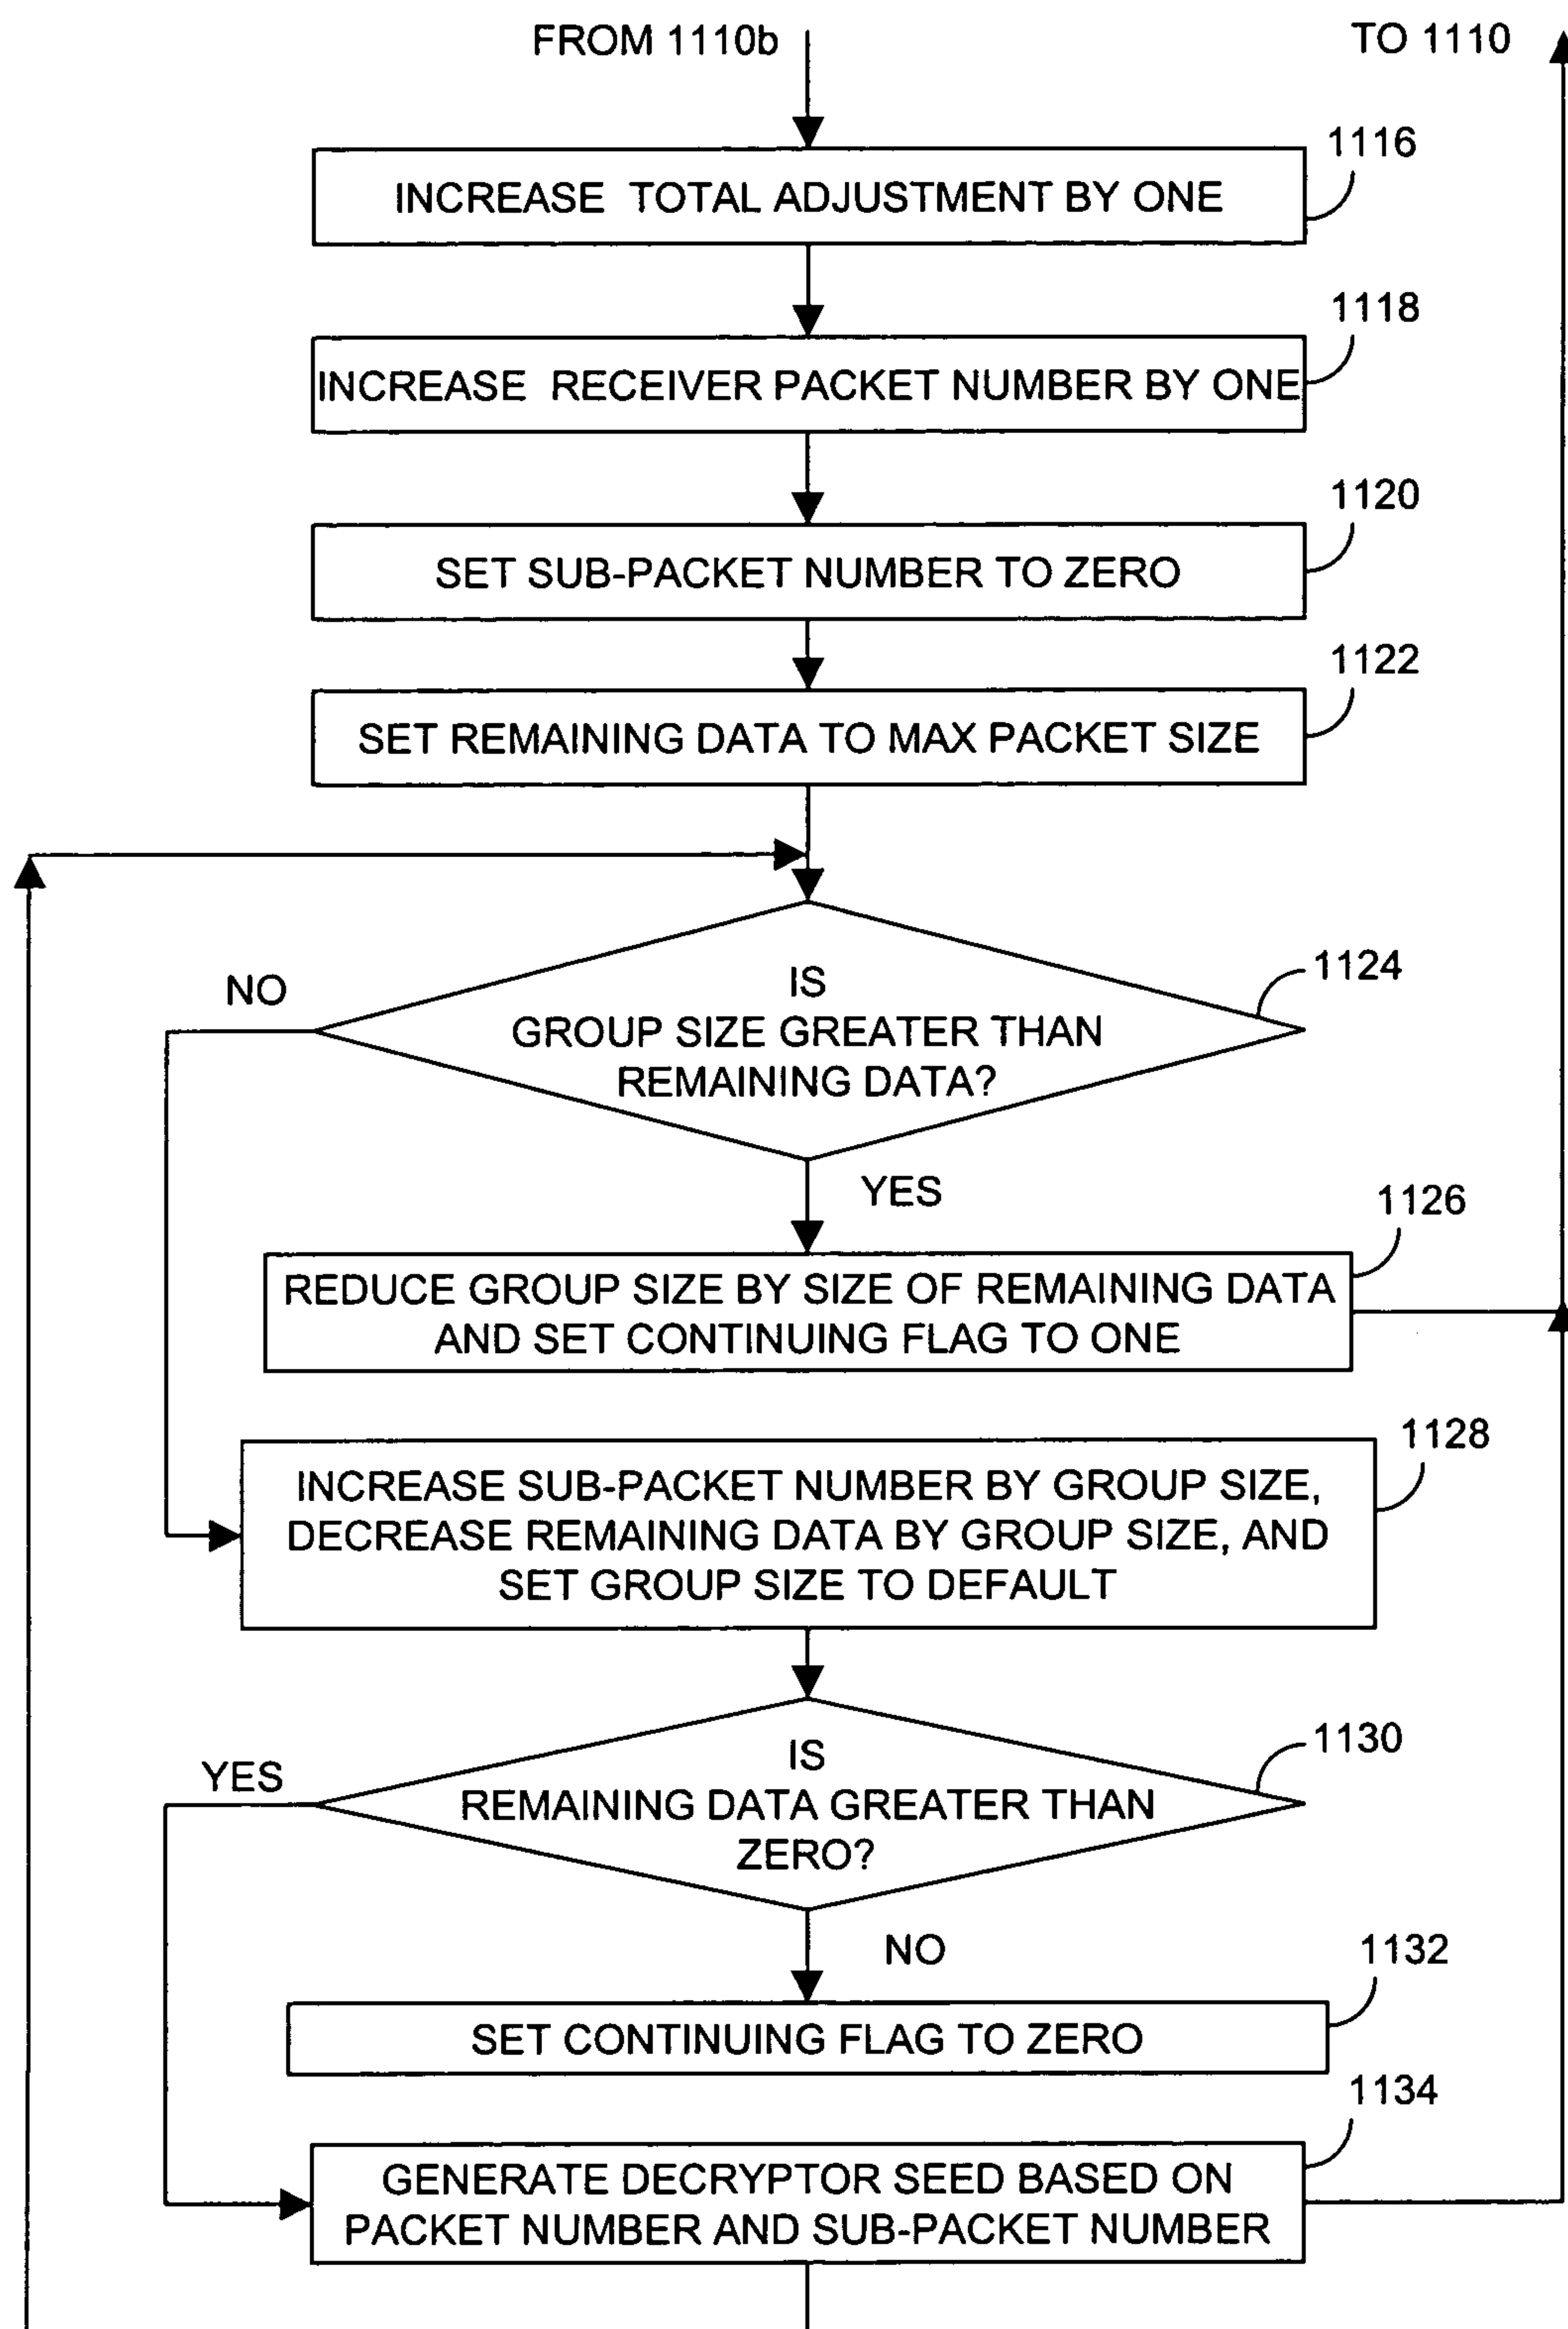 FROM 1110b
TO 1110
1116
INCREASE TOTAL ADJUSTMENT BY ONE
1118
INCREASE RECEIVER PACKET NUMBER BY ONE
1120
SET SUB-PACKET NUMBER TO ZERO
1122
SET REMAINING DATA TO MAX PACKET SIZE
1124
NO
IS
GROUP SIZE GREATER THAN
REMAINING DATA?
YES
1126
REDUCE GROUP SIZE BY SIZE OF REMAINING DATA
AND SET CONTINUING FLAG TO ONE
1128
INCREASE SUB-PACKET NUMBER BY GROUP SIZE,
DECREASE REMAINING DATA BY GROUP SIZE, AND
SET GROUP SIZE TO DEFAULT
1130
YES
IS
REMAINING DATA GREATER THAN
ZERO?
NO
1132
SET CONTINUING FLAG TO ZERO
1134
GENERATE DECRYPTOR SEED BASED ON
PACKET NUMBER AND SUB-PACKET NUMBER